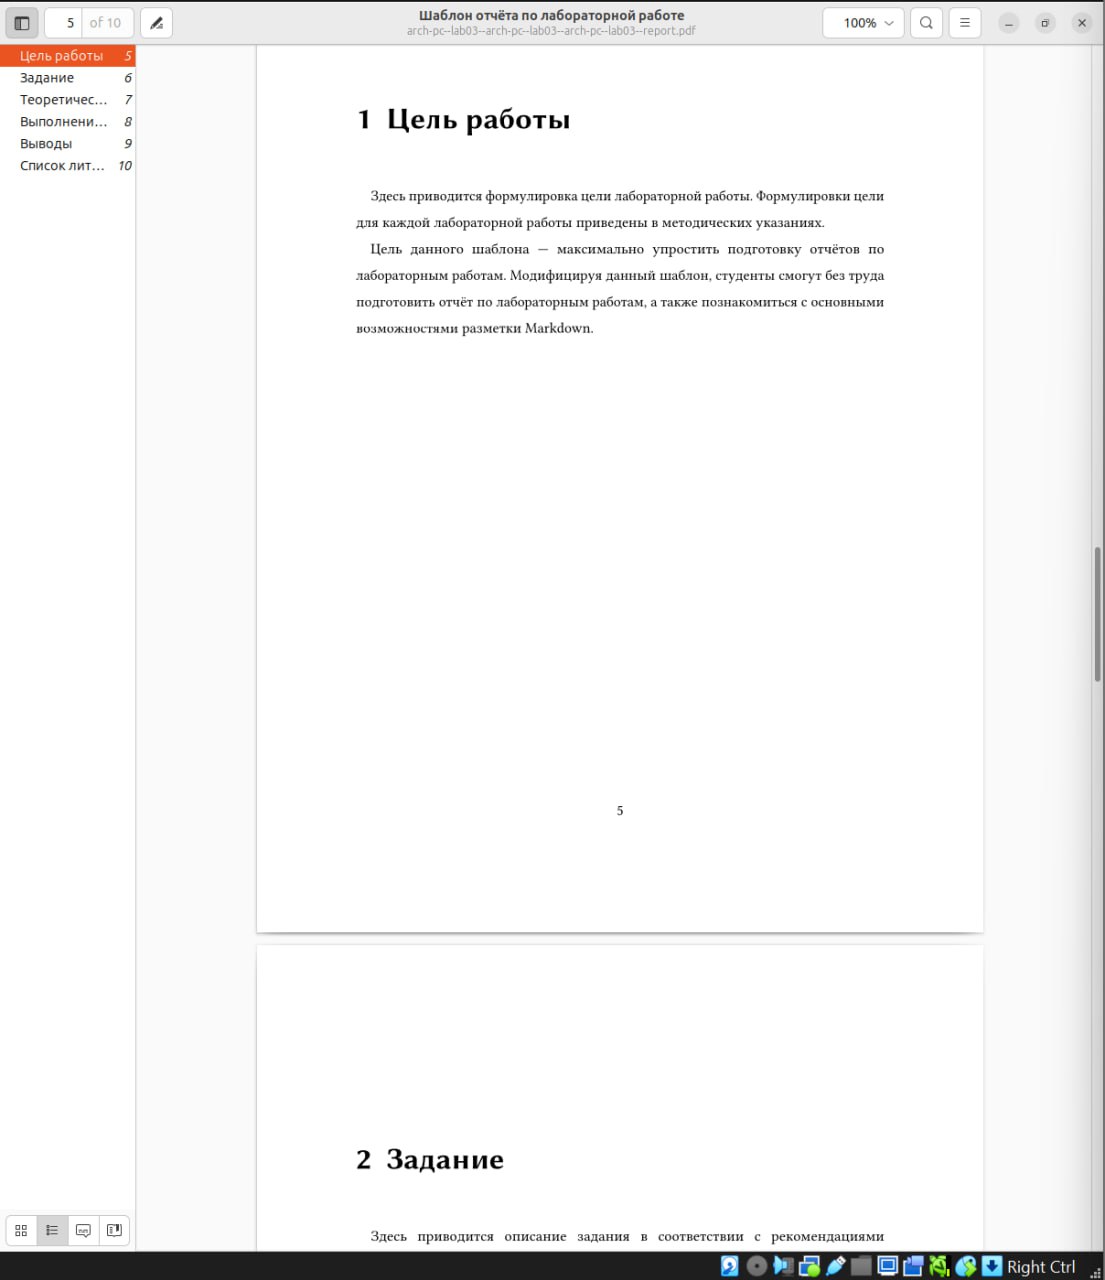 5 of 10
Шаблон отчёта по лабораторной работе
arch-pc--lab03--arch-pc--lab03--arch-pc--lab03--report.pdf
100%
Цель работы 5
Задание 6
Теоретичес... 7
Выполнени... 8
Выводы 9
Список лит... 10
1 Цель работы
Здесь приводится формулировка цели лабораторной работы. Формулировки цели
для каждой лабораторной работы приведены в методических указаниях.
Цель данного шаблона — максимально упростить подготовку отчётов по
лабораторным работам. Модифицируя данный шаблон, студенты смогут без труда
подготовить отчёт по лабораторным работам, а также познакомиться с основными
возможностями разметки Markdown.
5
2 Задание
Здесь приводится описание задания в соответствии с рекомендациями
Right Ctrl